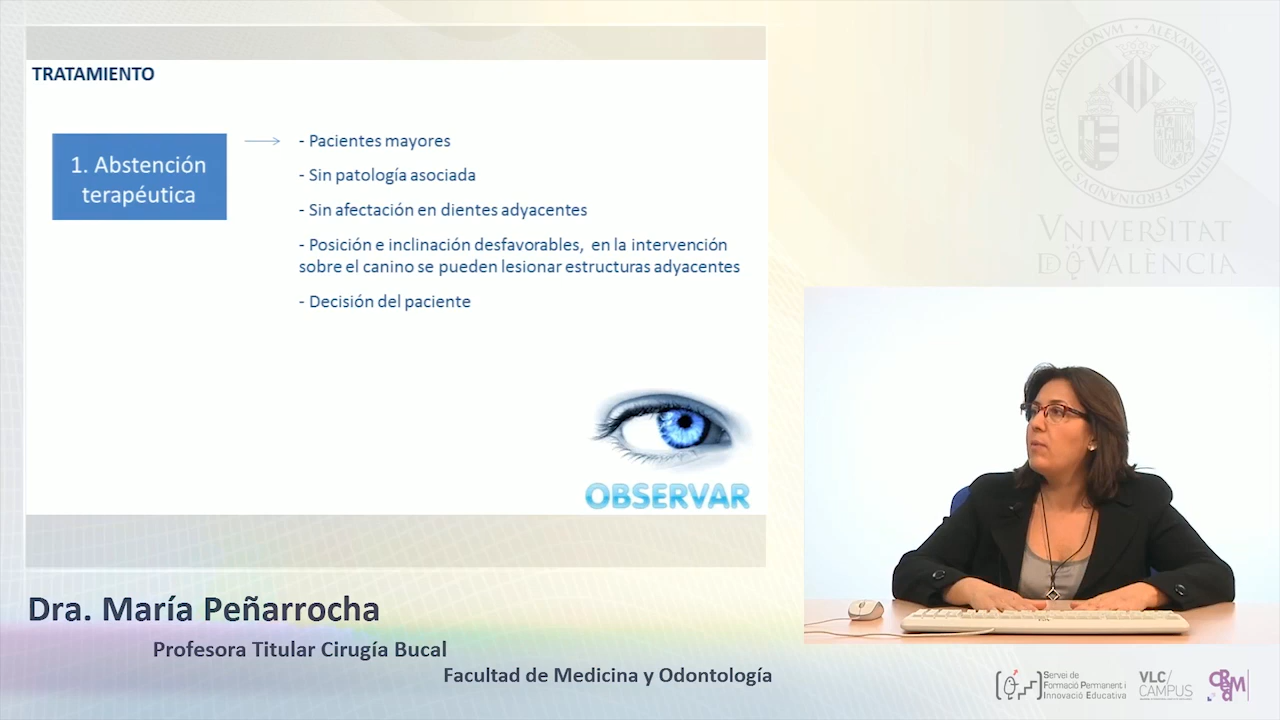 TRATAMIENTO
1. Abstención
terapéutica
- Pacientes mayores
- Sin patología asociada
- Sin afectación en dientes adyacentes
- Posición e inclinación desfavorables, en la intervención
sobre el canino se pueden lesionar estructuras adyacentes
- Decisión del paciente
OBSERVAR
VNIVERSITAT
DQVALÈNCIA
Dra. María Peñarrocha
Profesora Titular Cirugía Bucal
Facultad de Medicina y Odontología
Servei de
Formació Permanent i
Innovació Educativa
VLC/
CAMPUS